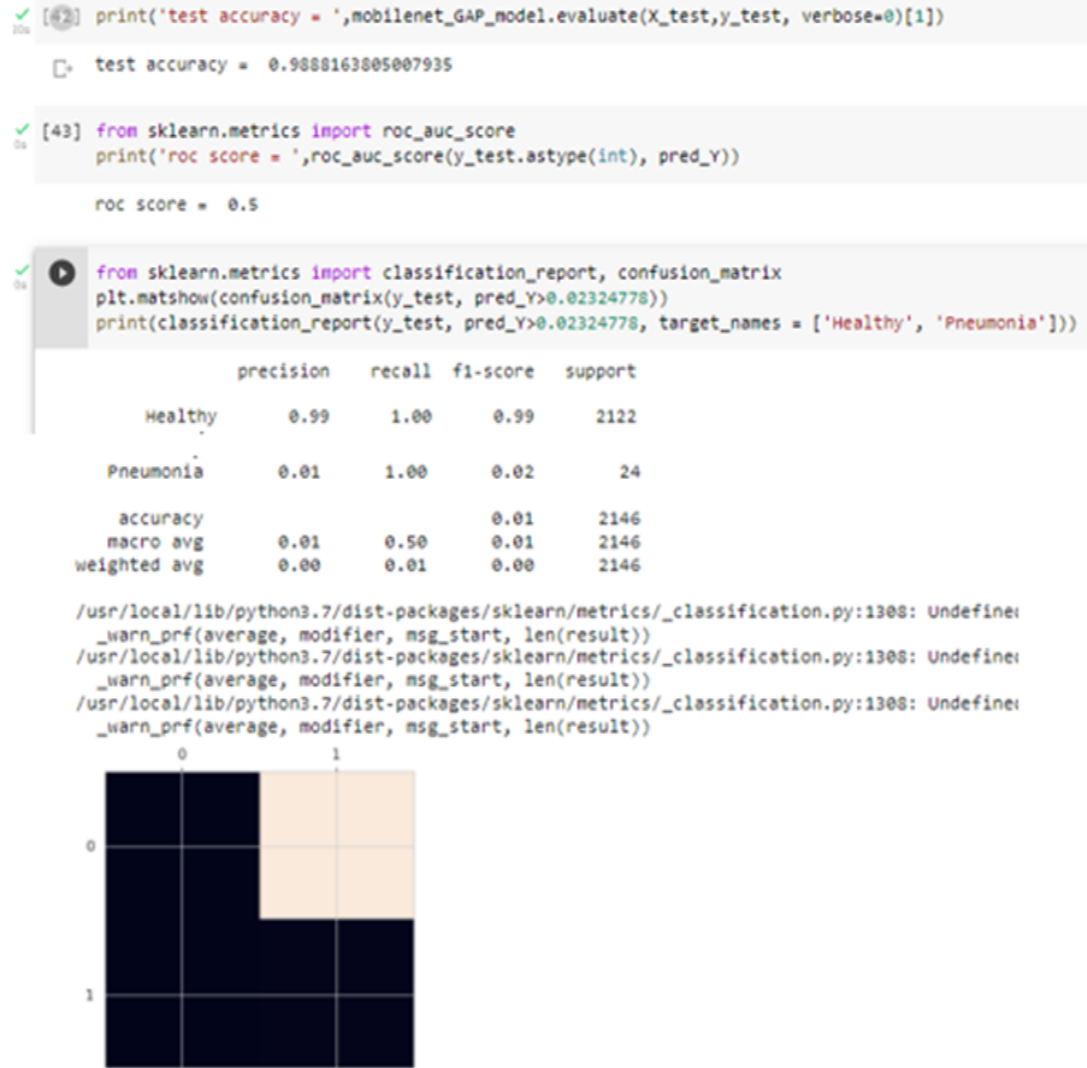 [42] print('test accuracy = ',mobilenet_GAP_model.evaluate(X_test,y_test, verbose=0)[1])
10s
test accuracy =  0.9888163805007935
[43] from sklearn.metrics import roc_auc_score
0s
print('roc score = ',roc_auc_score(y_test.astype(int), pred_Y))
roc score =  0.5
from sklearn.metrics import classification_report, confusion_matrix
0s
plt.matshow(confusion_matrix(y_test, pred_Y>0.02324778))
print(classification_report(y_test, pred_Y>0.02324778, target_names = ['Healthy', 'Pneumonia']))
precision recall f1-score support
Healthy 0.99 1.00 0.99 2122
Pneumonia 0.01 1.00 0.02 24
accuracy 0.01 2146
macro avg 0.01 0.50 0.01 2146
weighted avg 0.00 0.01 0.00 2146
/usr/local/lib/python3.7/dist-packages/sklearn/metrics/_classification.py:1308: Undefined
_warn_prf(average, modifier, msg_start, len(result))
/usr/local/lib/python3.7/dist-packages/sklearn/metrics/_classification.py:1308: Undefined
_warn_prf(average, modifier, msg_start, len(result))
/usr/local/lib/python3.7/dist-packages/sklearn/metrics/_classification.py:1308: Undefined
_warn_prf(average, modifier, msg_start, len(result))
0 1
0
1